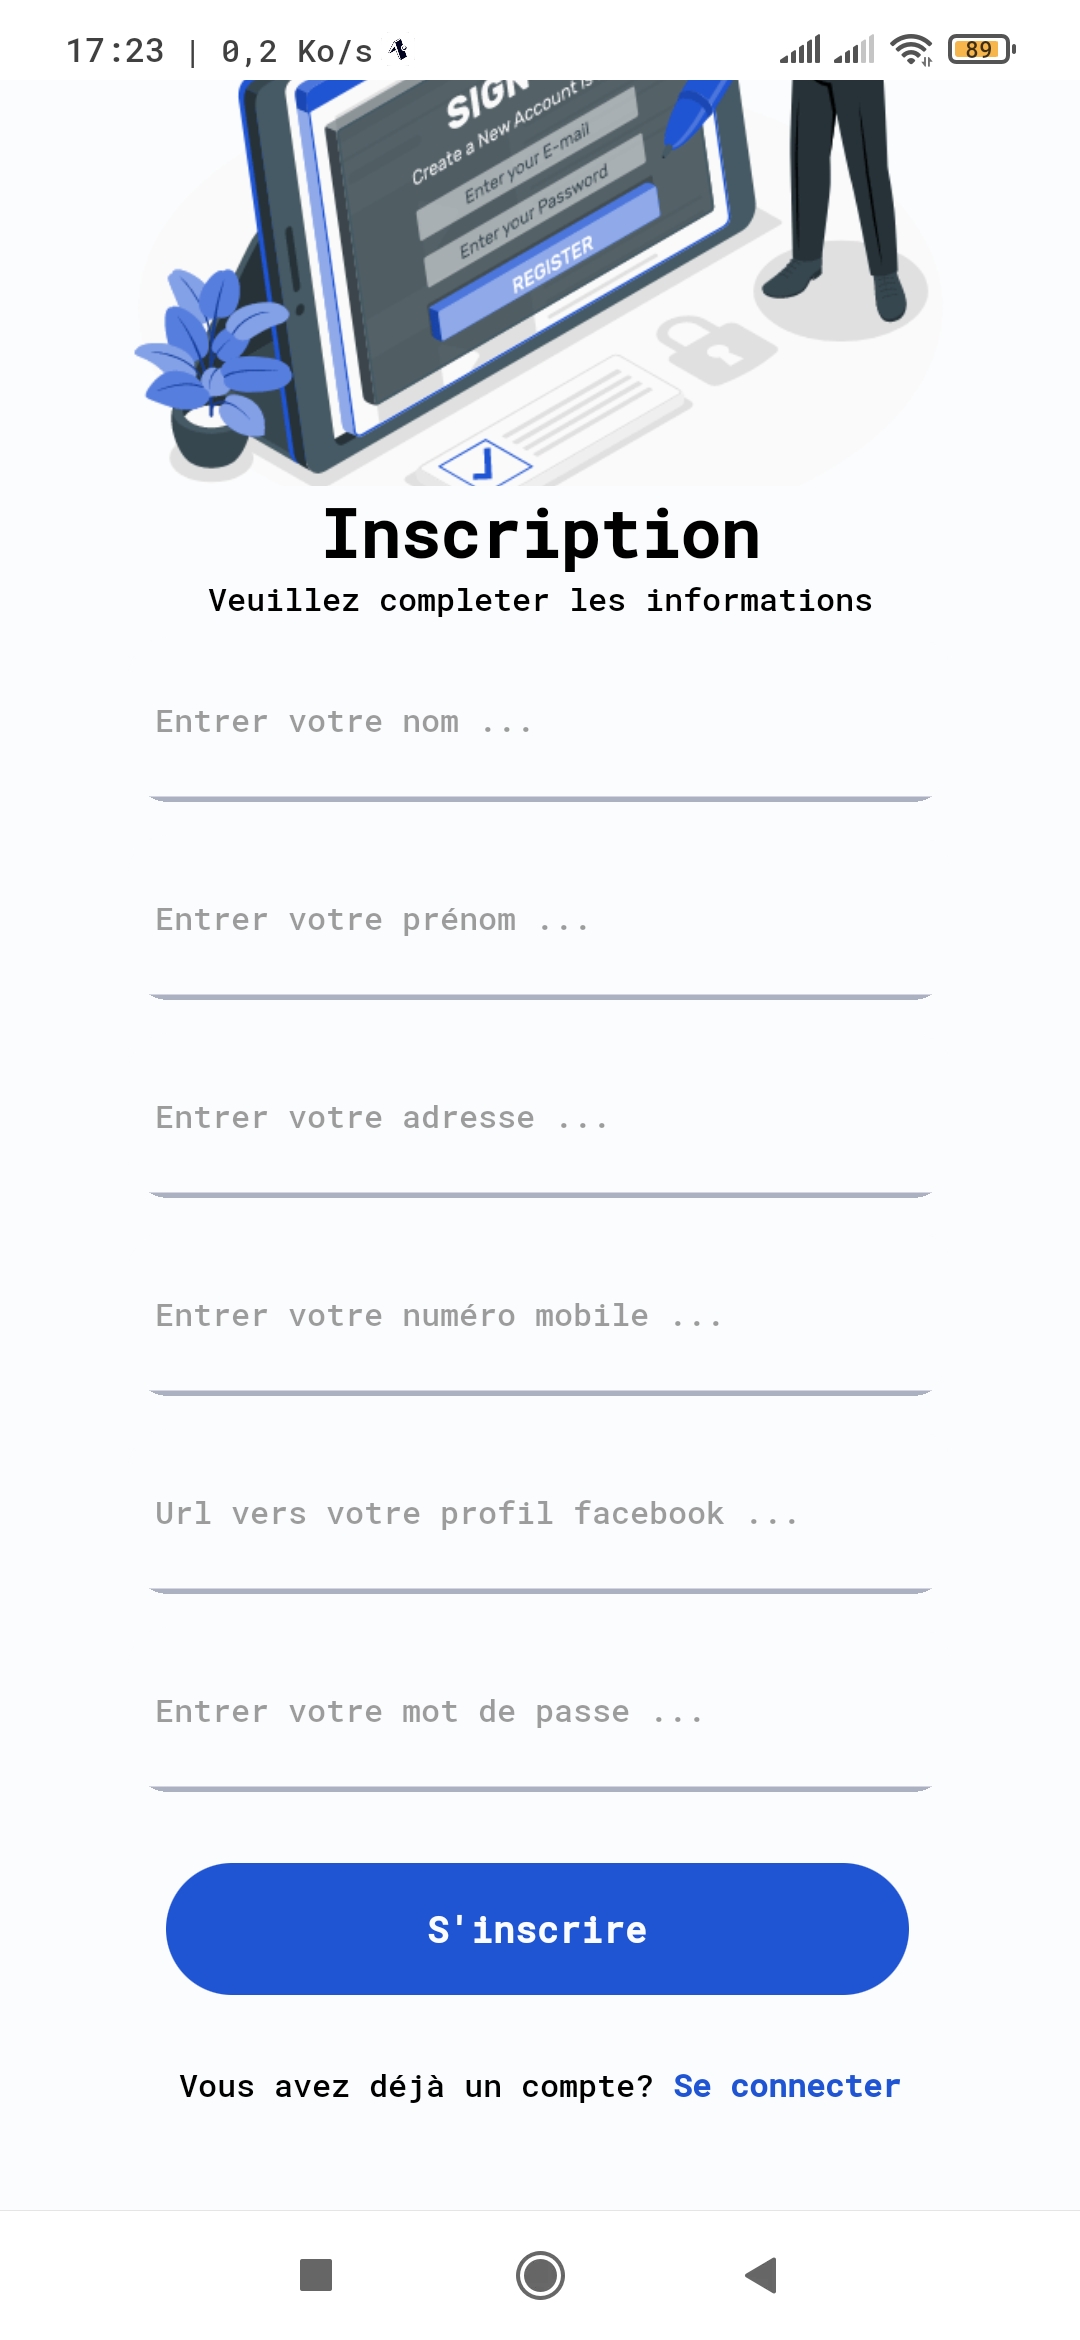 17:23 | 0,2 Ko/s
89
SIGN
Create a New Account is
Enter your E-mail
Enter your Password
REGISTER
Inscription
Veuillez completer les informations
Entrer votre nom ...
Entrer votre prénom ...
Entrer votre adresse ...
Entrer votre numéro mobile ...
Url vers votre profil facebook ...
Entrer votre mot de passe ...
S'inscrire
Vous avez déjà un compte? Se connecter